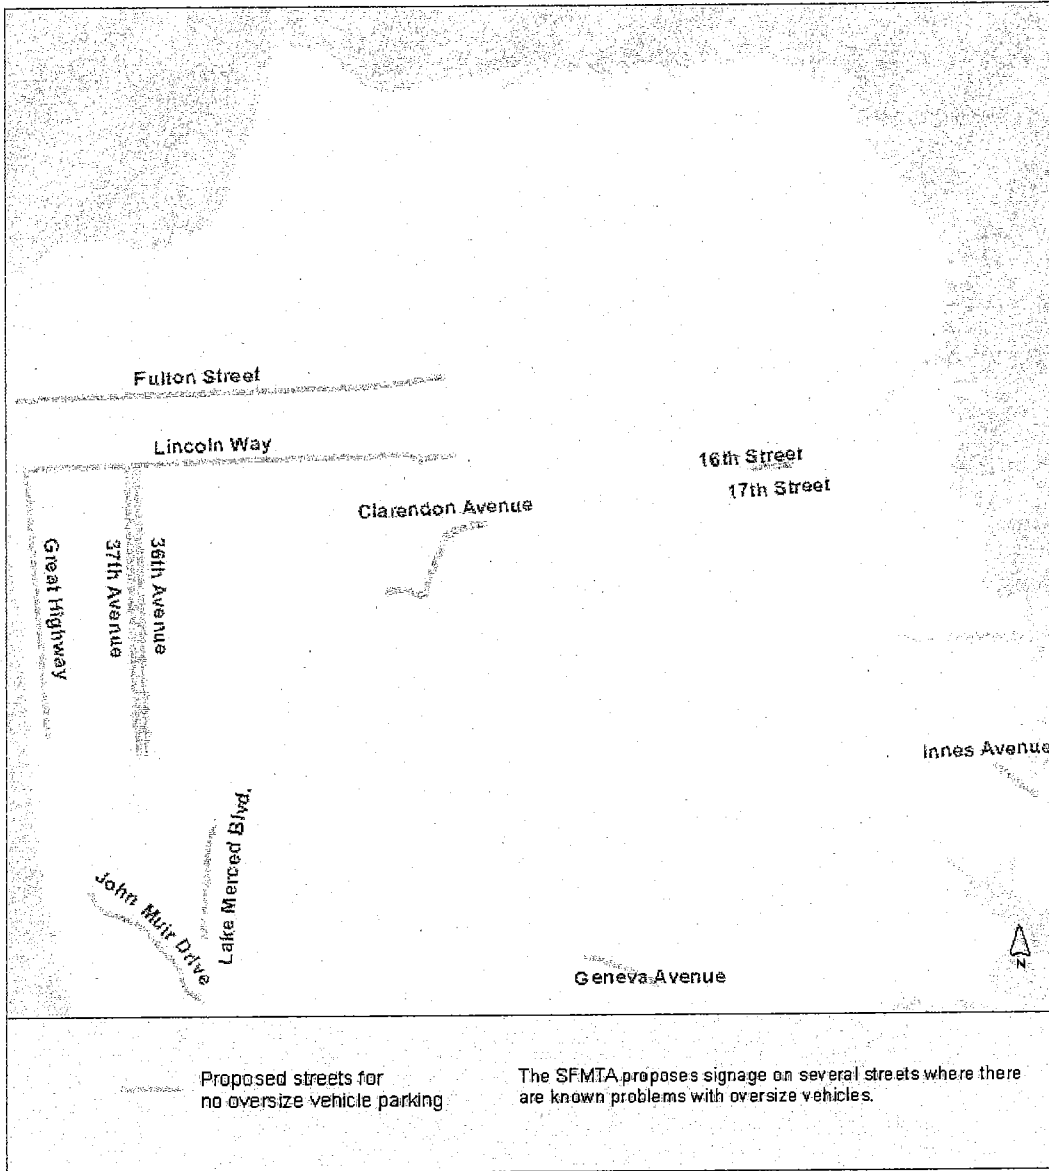 Fulton Street
Lincoln Way
16th Street
17th Street
Clarendon Avenue
Great Highway
37th Avenue
36th Avenue
Innes Avenue
Lake Merced Blvd.
John Muir Drive
Geneva Avenue
N
Proposed streets for
no oversize vehicle parking
The SFMTA proposes signage on several streets where there
are known problems with oversize vehicles.